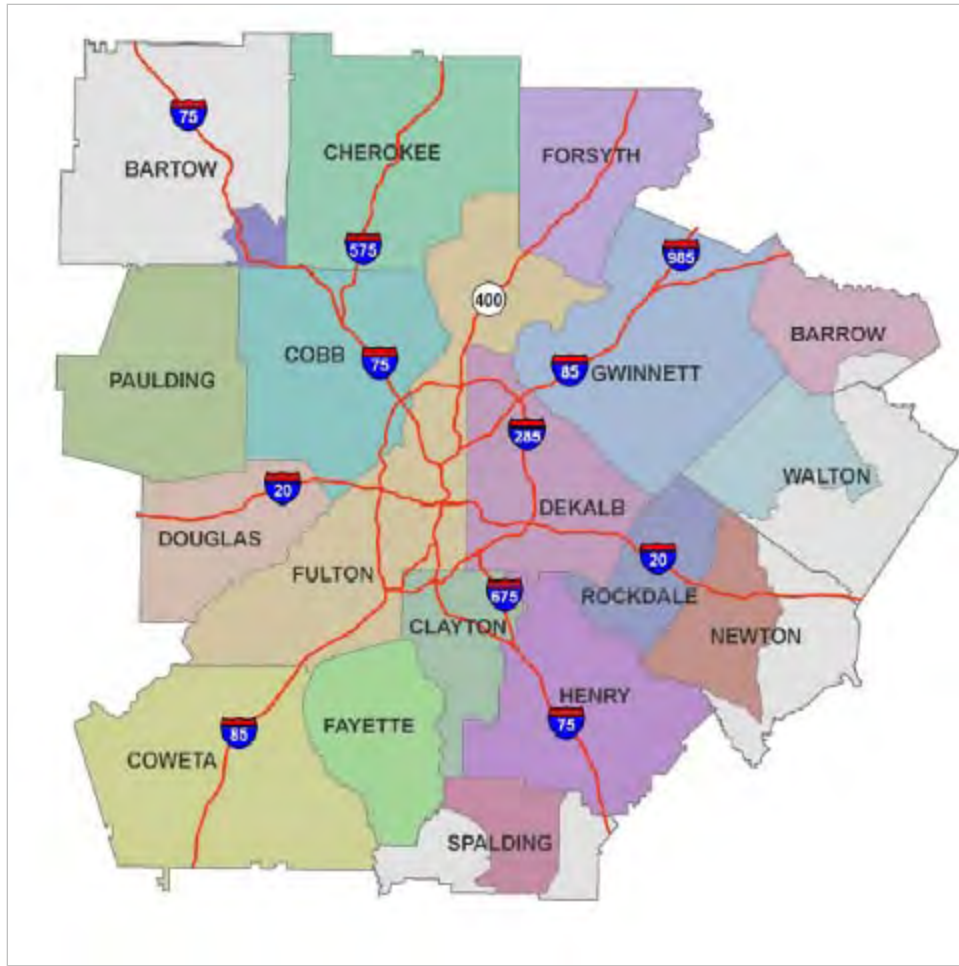 75
BARTOW
CHEROKEE
FORSYTH
575
985
400
BARROW
COBB
75
85
GWINNETT
PAULDING
285
WALTON
20
DEKALB
DOUGLAS
20
FULTON
675
ROCKDALE
CLAYTON
NEWTON
HENRY
75
FAYETTE
85
COWETA
SPALDING